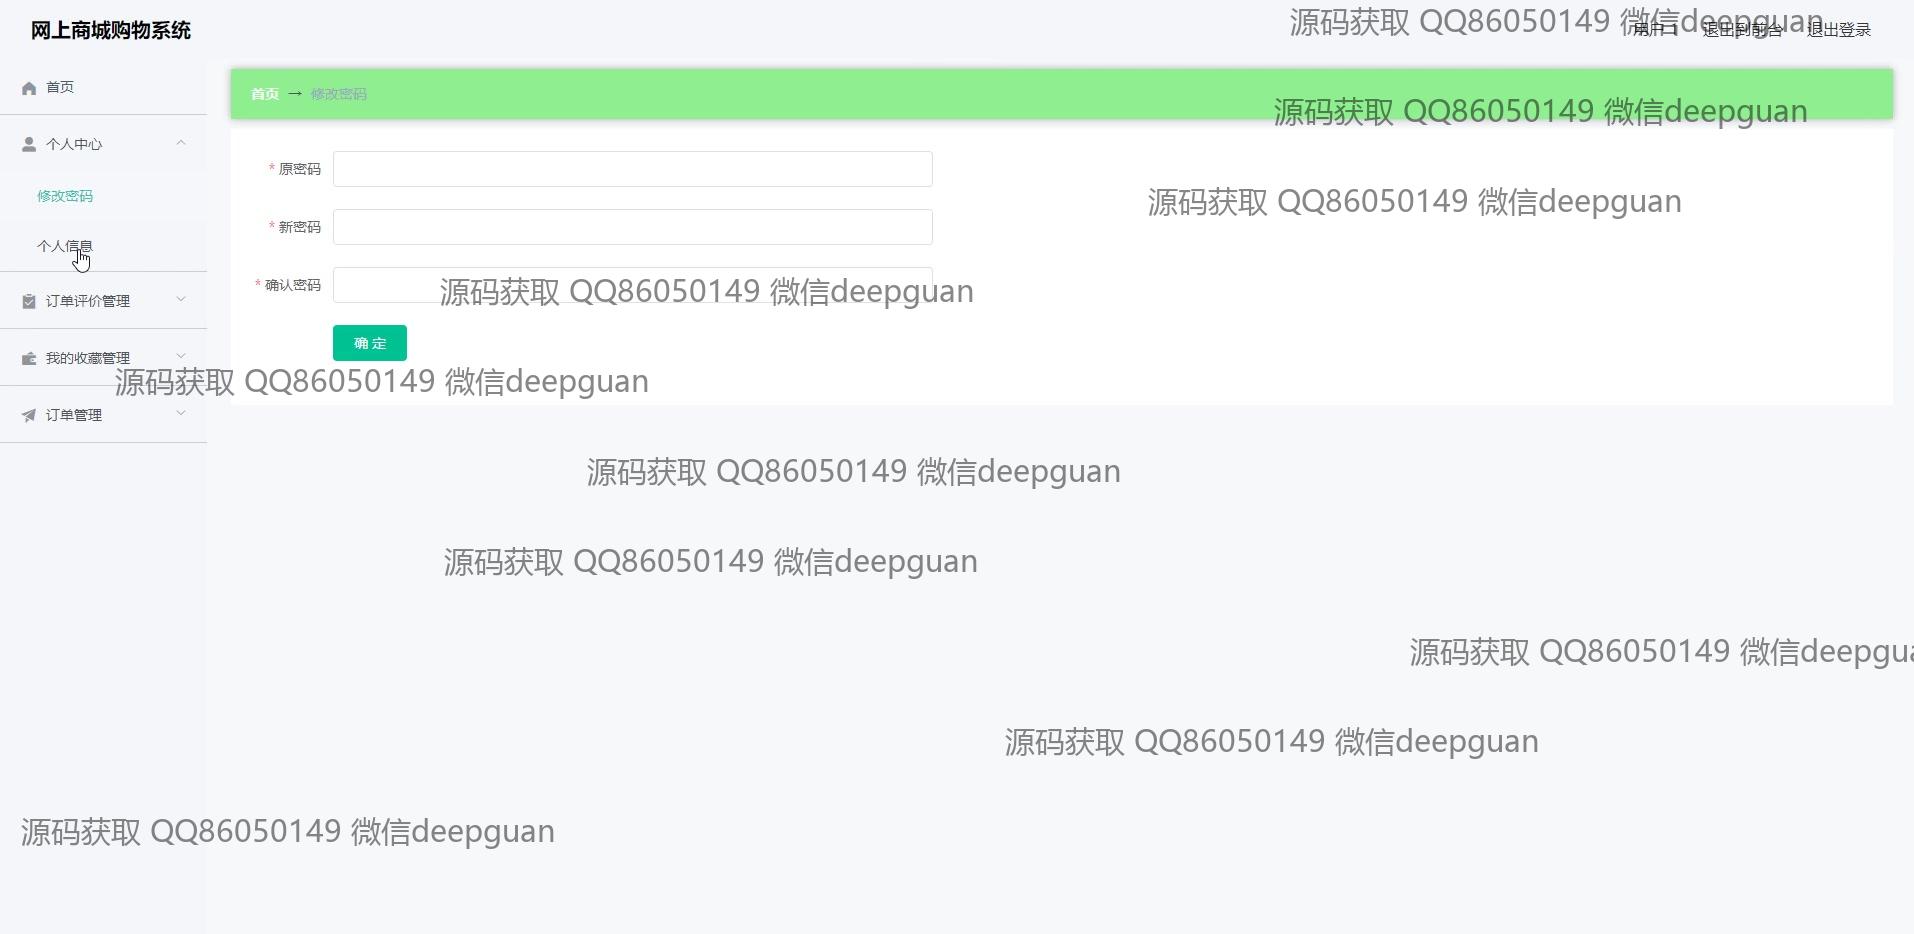 网上商城购物系统
源码获取 QQ86050149 微信deepguan
用户 1 退出到前台 退出登录
首页
首页 → 修改密码
源码获取 QQ86050149 微信deepguan
个人中心
* 原密码
修改密码
源码获取 QQ86050149 微信deepguan
* 新密码
个人信息
* 确认密码
源码获取 QQ86050149 微信deepguan
订单评价管理
确 定
我的收藏管理
源码获取 QQ86050149 微信deepguan
订单管理
源码获取 QQ86050149 微信deepguan
源码获取 QQ86050149 微信deepguan
源码获取 QQ86050149 微信deepgua
源码获取 QQ86050149 微信deepguan
源码获取 QQ86050149 微信deepguan